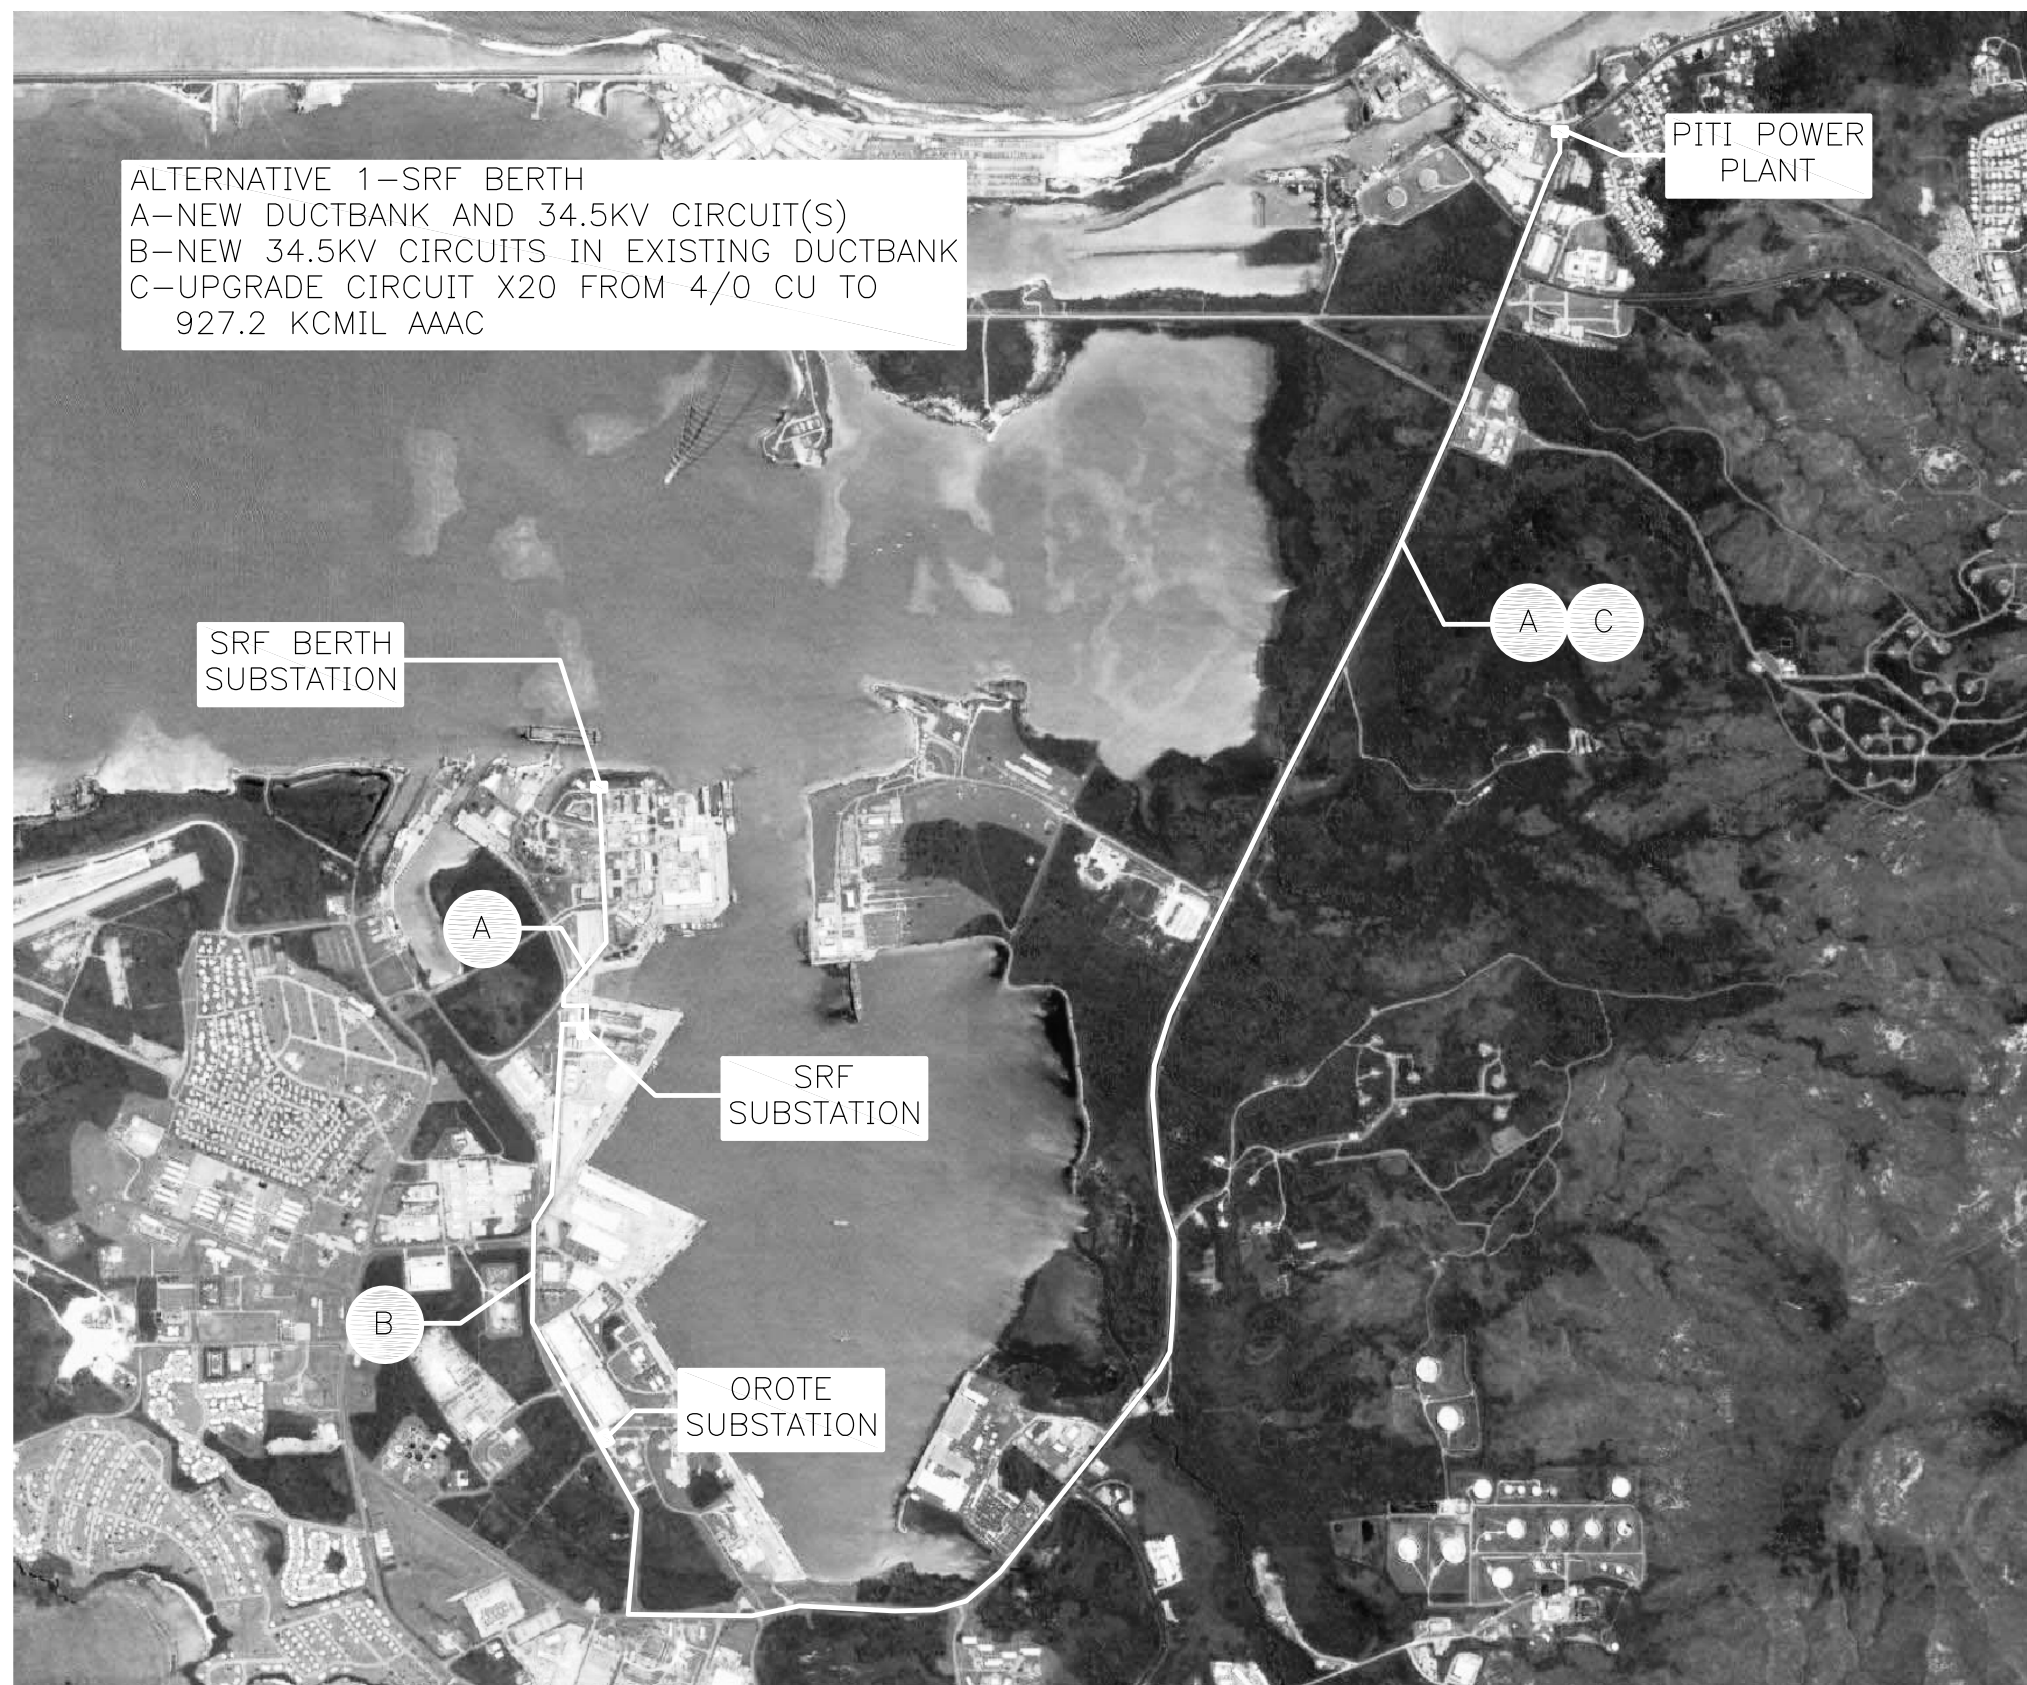 PITI POWER
PLANT
ALTERNATIVE 1-SRF BERTH
A-NEW DUCTBANK AND 34.5KV CIRCUIT(S)
B-NEW 34.5KV CIRCUITS IN EXISTING DUCTBANK
C-UPGRADE CIRCUIT X20 FROM 4/0 CU TO
927.2 KCMIL AAAC
A C
SRF BERTH
SUBSTATION
A
SRF
SUBSTATION
B
OROTE
SUBSTATION